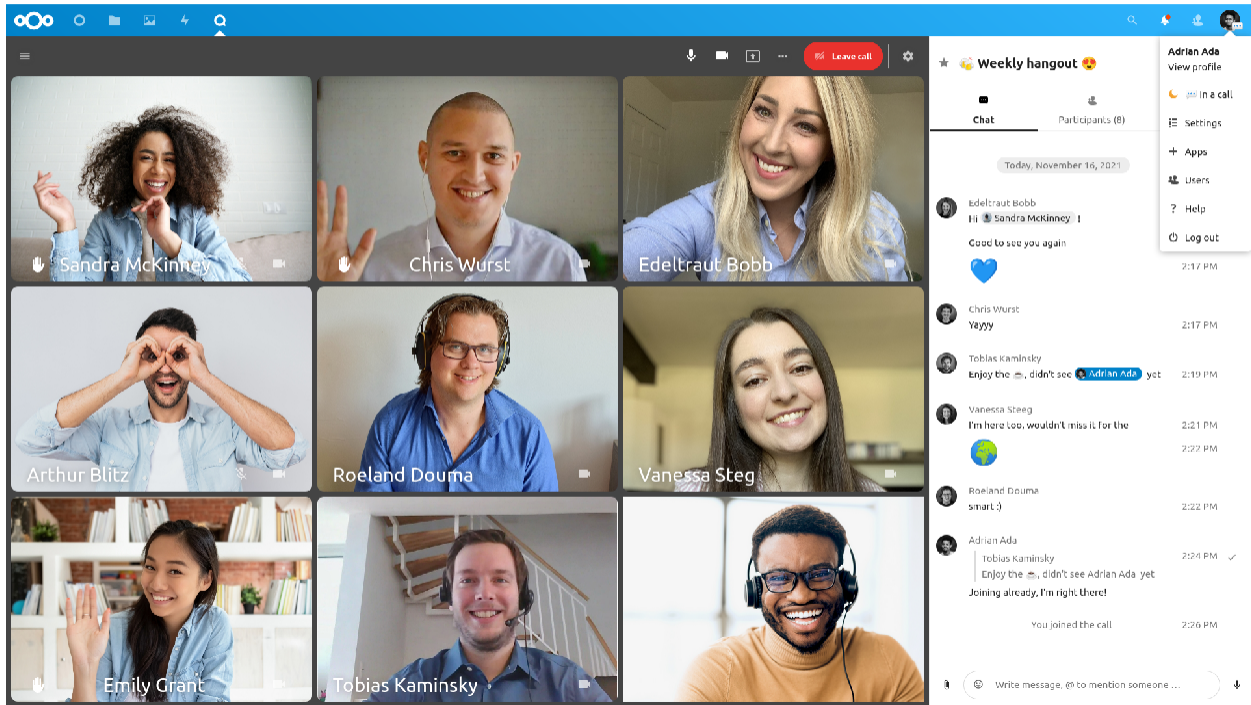 Leave call
Sandra McKinney
Chris Wurst
Edeltraut Bobb
Arthur Blitz
Roeland Douma
Vanessa Steg
Emily Grant
Tobias Kaminsky
Weekly hangout
Chat
Participants (8)
Today, November 16, 2021
Edeltraut Bobb
Hi Sandra McKinney !
Good to see you again
2:17 PM
Chris Wurst
Yayyy 2:17 PM
Tobias Kaminsky
Enjoy the ☕, didn't see Adrian Ada yet 2:19 PM
Vanessa Steeg
I'm here too, wouldn't miss it for the 2:21 PM
2:22 PM
Roeland Douma
smart :) 2:22 PM
Adrian Ada
Tobias Kaminsky 2:24 PM
Enjoy the ☕, didn't see Adrian Ada yet
Joining already, I'm right there!
You joined the call 2:26 PM
Write message, @ to mention someone …
Adrian Ada
View profile
In a call
Settings
Apps
Users
Help
Log out